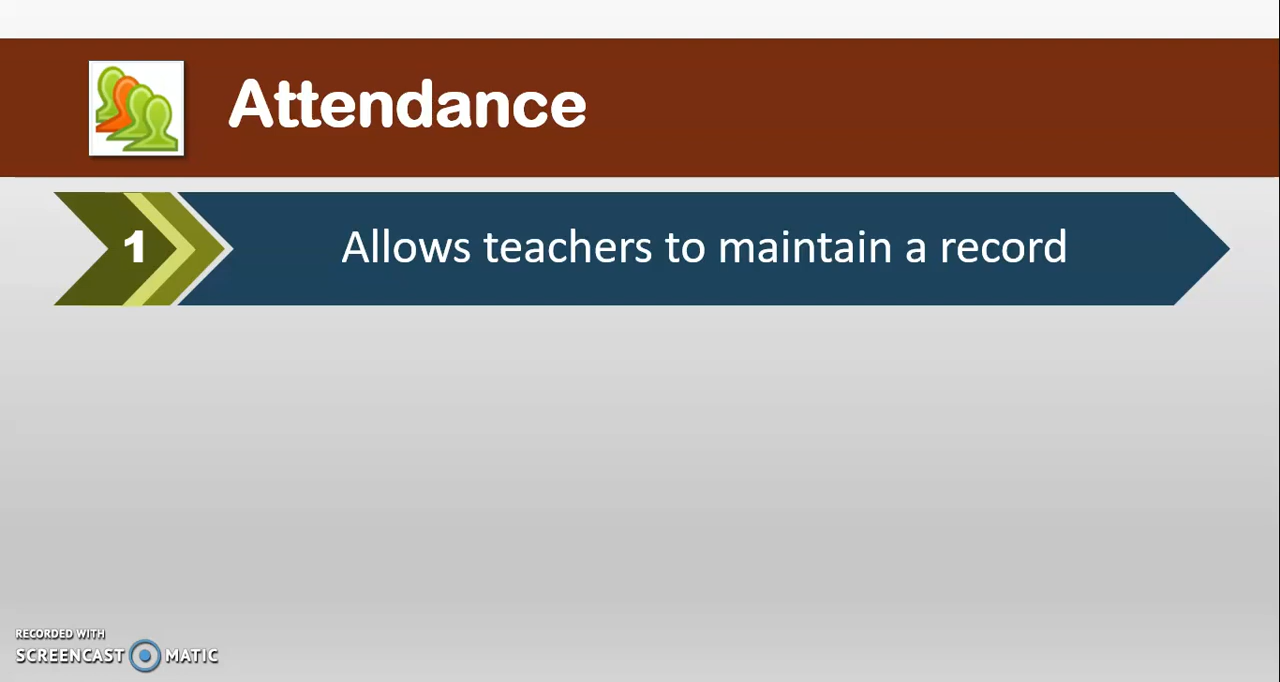 Attendance
1
Allows teachers to maintain a record
RECORDED WITH
SCREENCAST MATIC